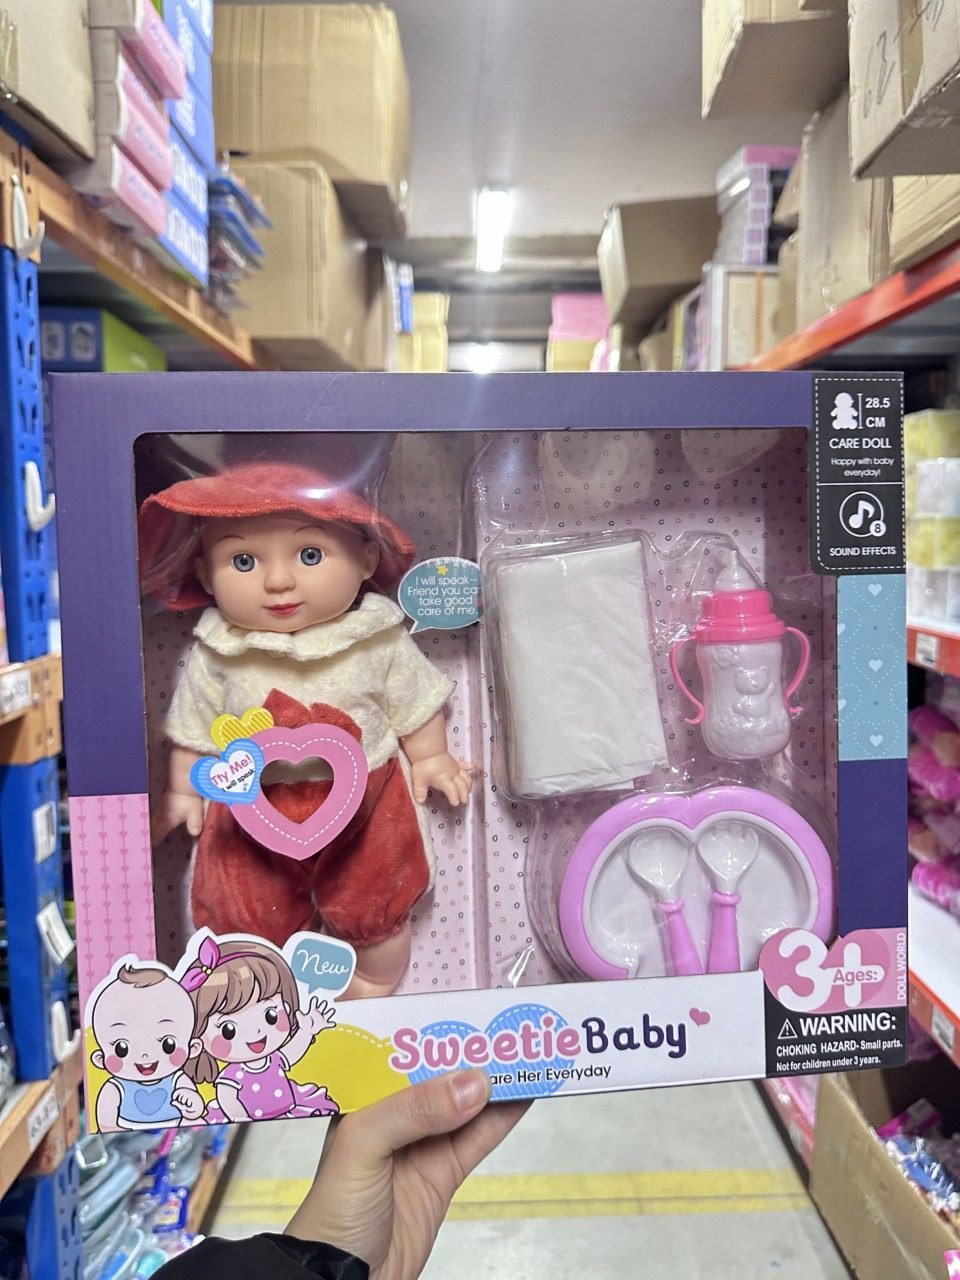 28.5
CM
CARE DOLL
Happy with baby
everyday!
8
SOUND EFFECTS
I will speak~
Friend you can
take good
care of me.
Try Me!
I will speak
New
SweetieBaby
are Her Everyday
3+
Ages:
DOLL WORLD
WARNING:
CHOKING HAZARD- Small parts.
Not for children under 3 years.